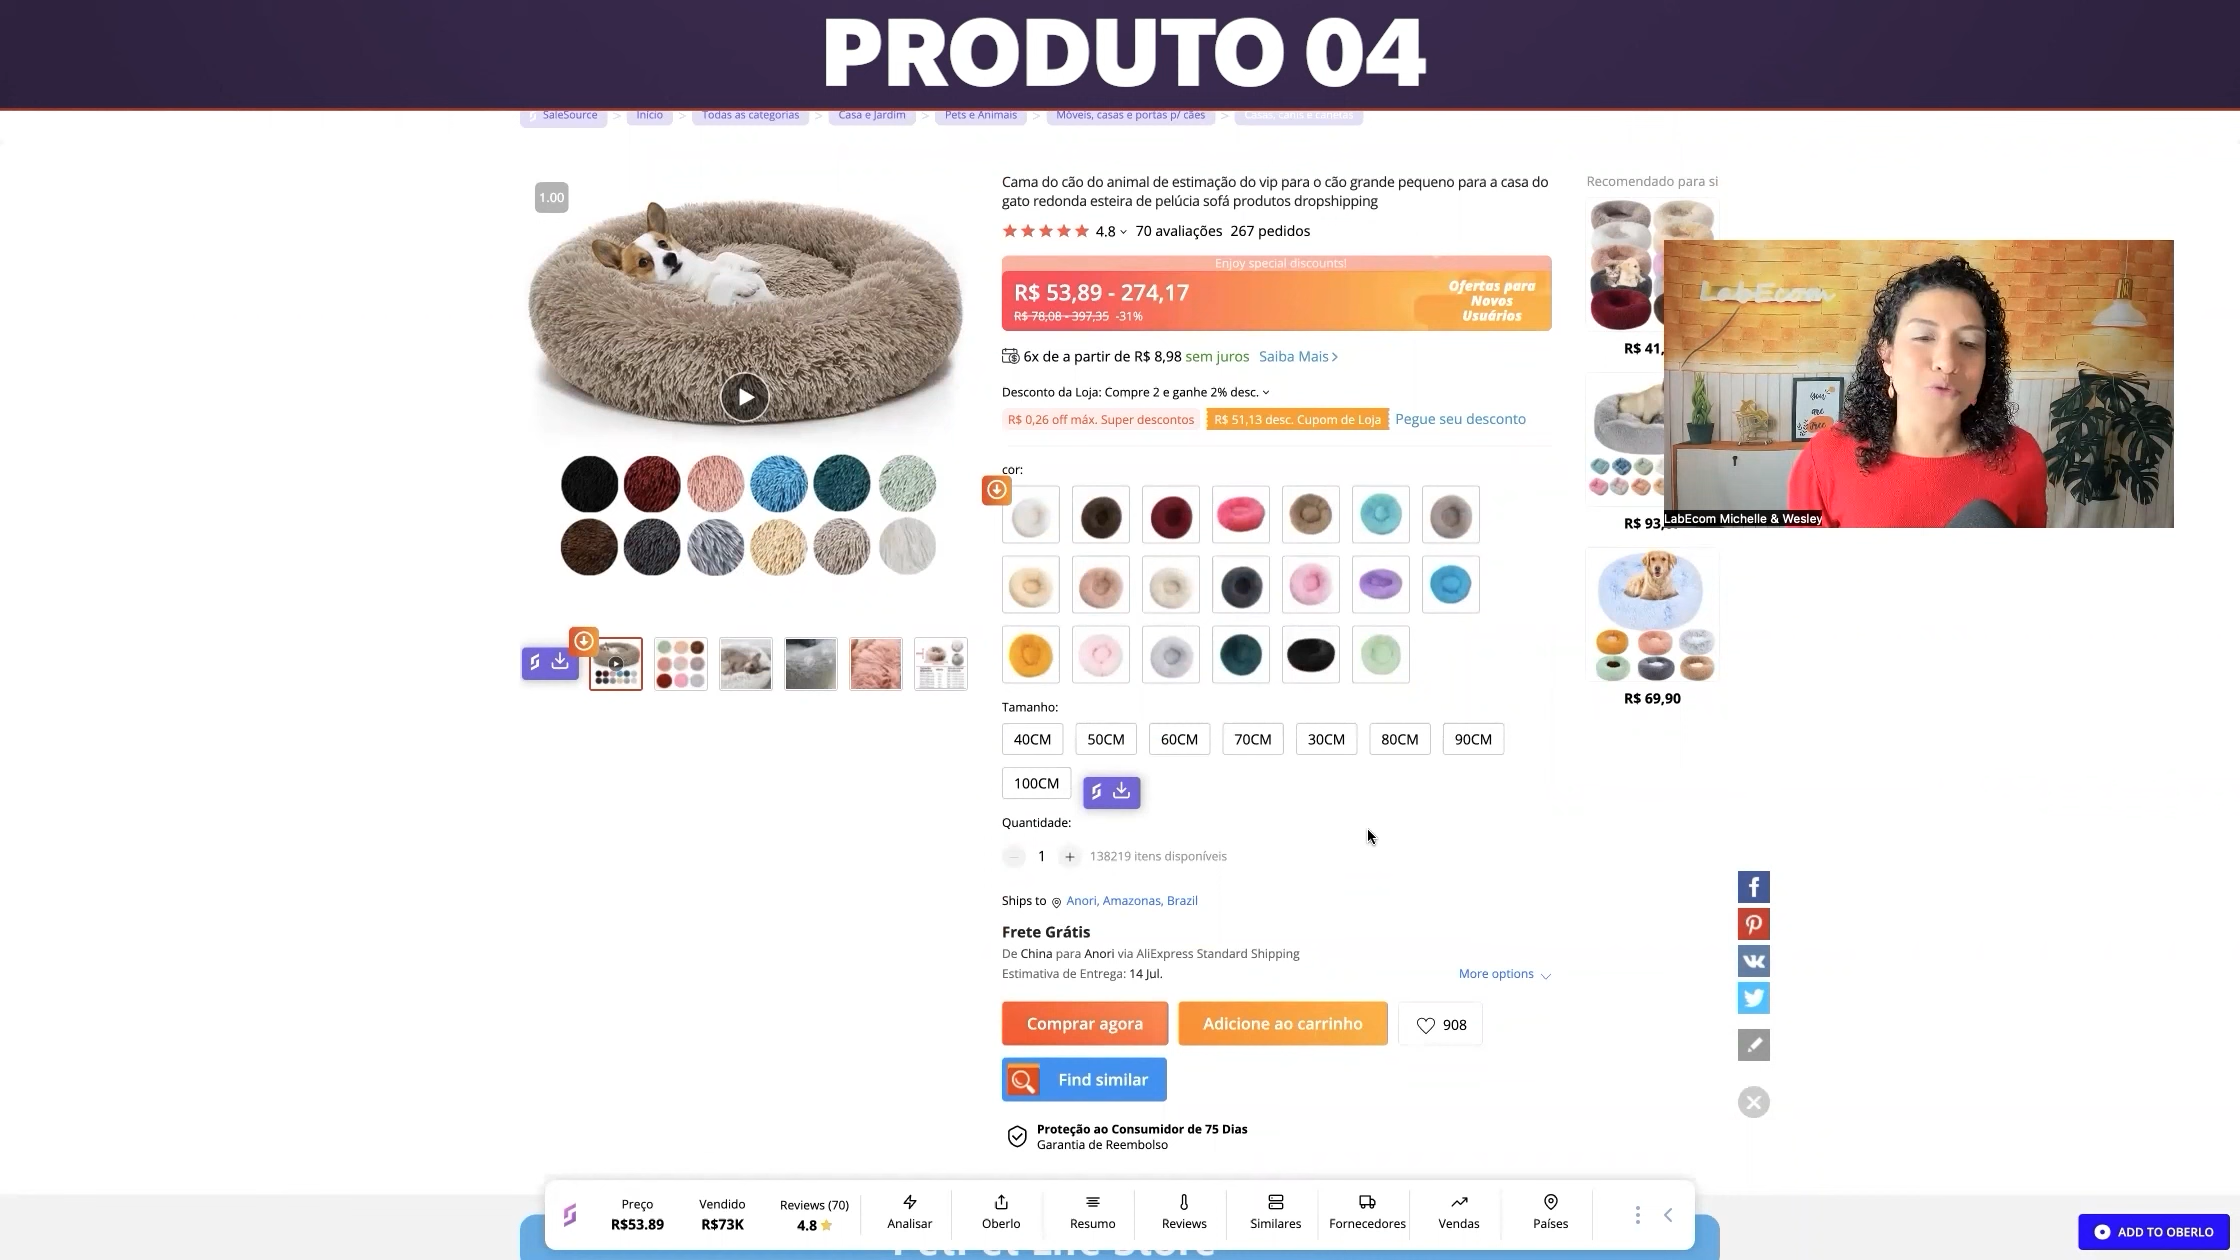 PRODUTO 04
SaleSource > Início > Todas as categorias > Casa e Jardim > Pets e Animais > Móveis, casas e portas p/ cães > Casas, canis e canetas
1.00
Cama do cão do animal de estimação do vip para o cão grande pequeno para a casa do
gato redonda esteira de pelúcia sofá produtos dropshipping
4.8 70 avaliações 267 pedidos
Enjoy special discounts!
R$ 53,89 - 274,17
R$ 78,08 - 397,35 -31%
Ofertas para
Novos
Usuários
6x de a partir de R$ 8,98 sem juros Saiba Mais >
Desconto da Loja: Compre 2 e ganhe 2% desc.
R$ 0,26 off máx. Super descontos R$ 51,13 desc. Cupom de Loja Pegue seu desconto
cor:
Tamanho:
40CM 50CM 60CM 70CM 30CM 80CM 90CM
100CM
Quantidade:
1 + 138219 itens disponíveis
Ships to Anori, Amazonas, Brazil
Frete Grátis
De China para Anori via AliExpress Standard Shipping
Estimativa de Entrega: 14 Jul. More options
Comprar agora Adicione ao carrinho 908
Find similar
Proteção ao Consumidor de 75 Dias
Garantia de Reembolso
Recomendado para si
R$ 41,
R$ 93,
R$ 69,90
LabEcom
you
are
LabEcom Michelle & Wesley
Preço Vendido Reviews (70) Analisar Oberlo Resumo Reviews Similares Fornecedores Vendas Países
R$53.89 R$73K 4.8
ADD TO OBERLO